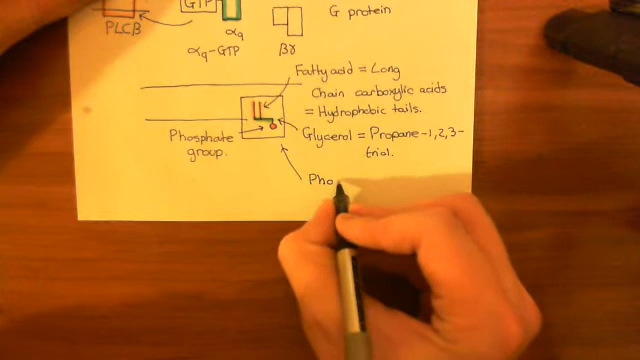 GTP
G protein
PLCβ
αq
αq-GTP
βγ
Fatty acid = Long
Chain carboxylic acids
= Hydrophobic tails.
Phosphate
group.
Glycerol = Propane-1,2,3-
trial.
Pho